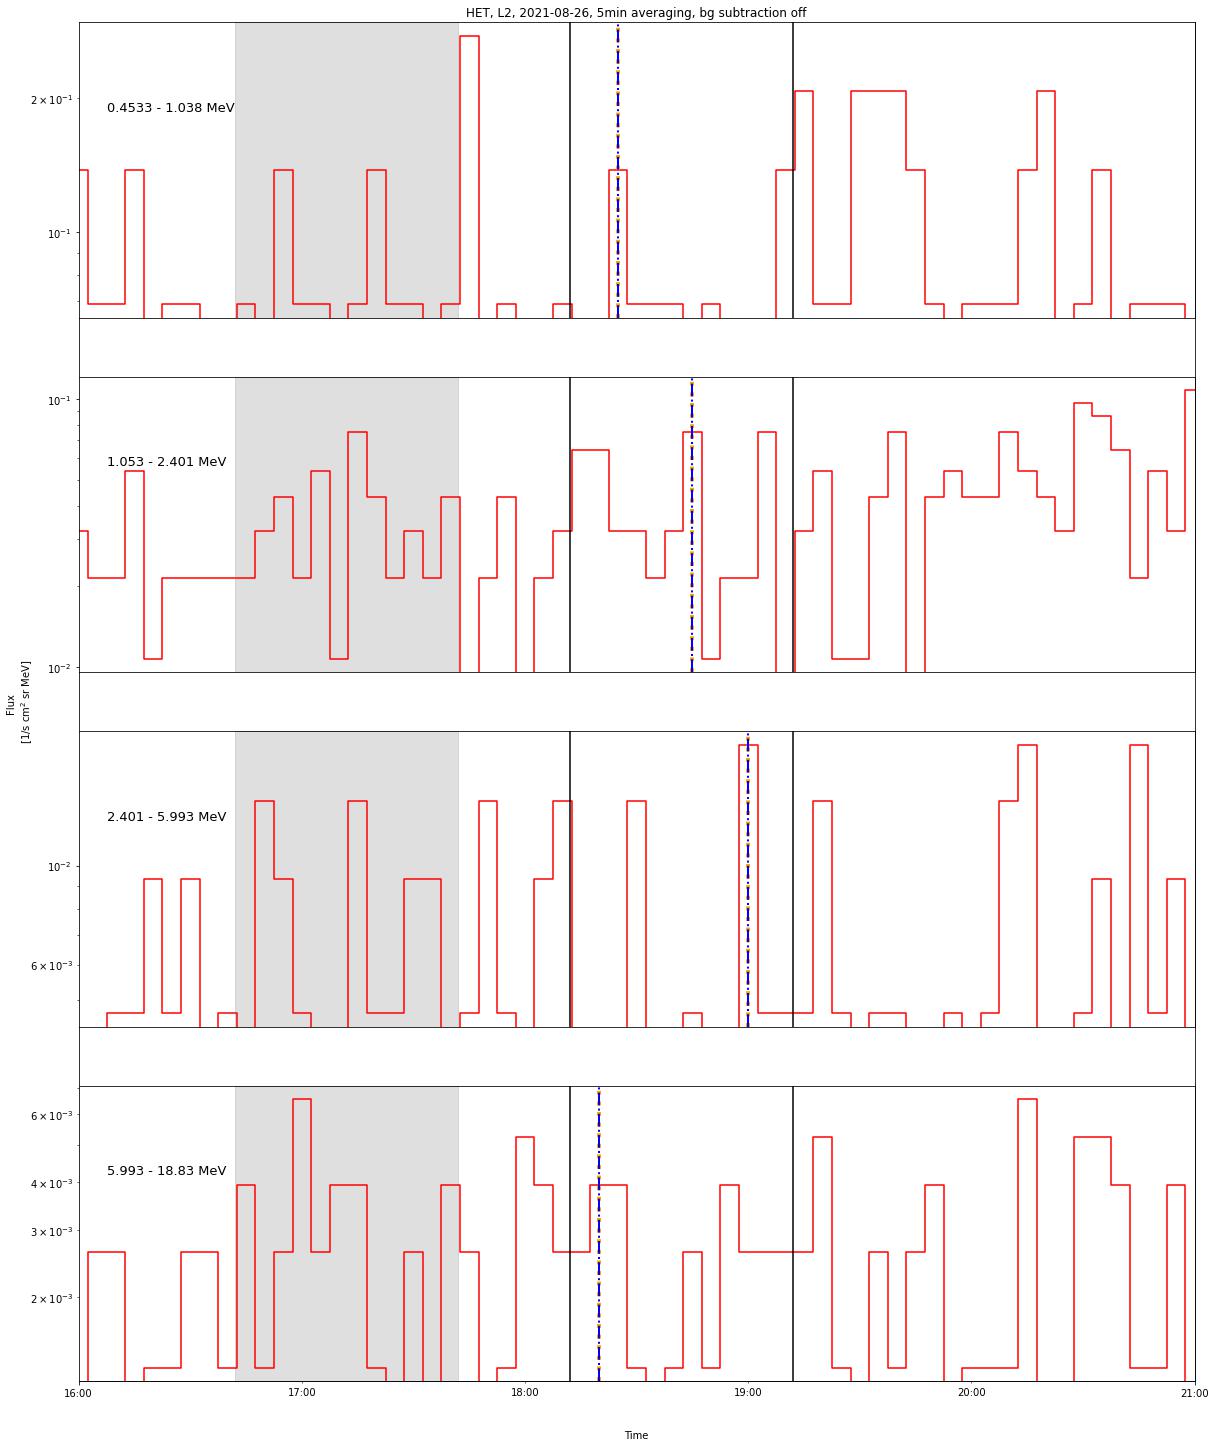 HET, L2, 2021-08-26, 5min averaging, bg subtraction off
2 × 10⁻¹
0.4533 - 1.038 MeV
10⁻¹
10⁻¹
1.053 - 2.401 MeV
10⁻²
Flux
[1/s cm² sr MeV]
2.401 - 5.993 MeV
10⁻²
6 × 10⁻³
6 × 10⁻³
5.993 - 18.83 MeV
4 × 10⁻³
3 × 10⁻³
2 × 10⁻³
16:00 17:00 18:00 19:00 20:00 21:00
Time